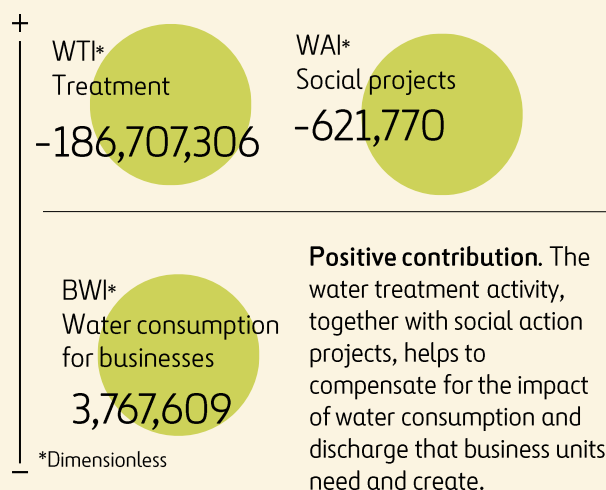 +
WTI*
Treatment
-186,707,306
WAI*
Social projects
-621,770
BWI*
Water consumption
for businesses
3,767,609
*Dimensionless
–
Positive contribution. The
water treatment activity,
together with social action
projects, helps to
compensate for the impact
of water consumption and
discharge that business units
need and create.